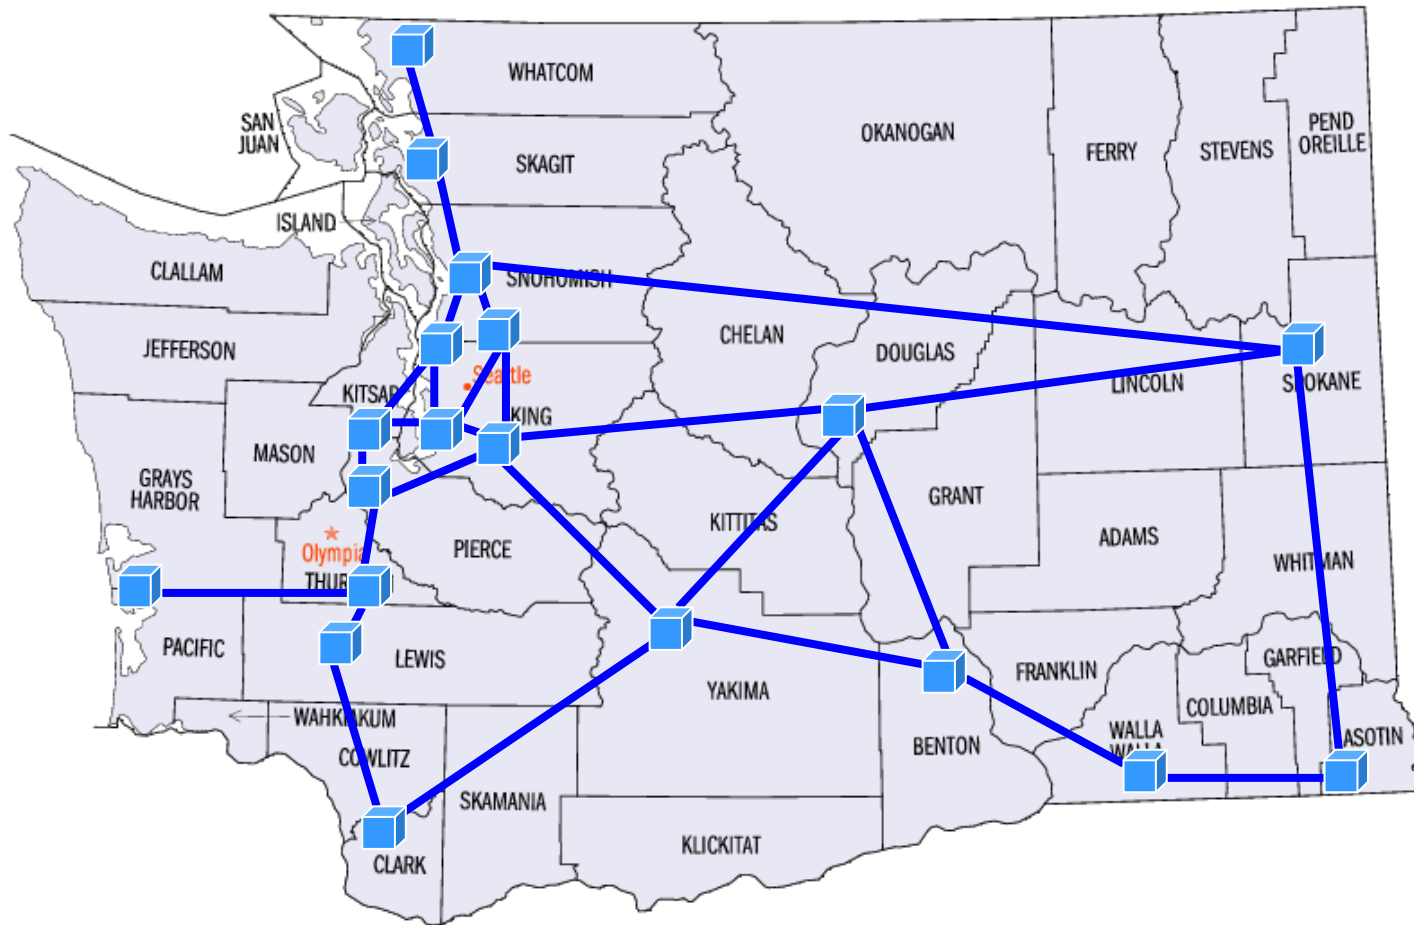 WHATCOM
SAN
JUAN
SKAGIT
OKANOGAN
FERRY
STEVENS
PEND
OREILLE
ISLAND
CLALLAM
SNOHOMISH
CHELAN
DOUGLAS
JEFFERSON
KITSAP
Seattle
KING
LINCOLN
SPOKANE
MASON
GRAYS
HARBOR
GRANT
KITTITAS
ADAMS
Olympia
PIERCE
WHITMAN
PACIFIC
LEWIS
YAKIMA
FRANKLIN
GARFIELD
COLUMBIA
WAHKIAKUM
COWLITZ
BENTON
WALLA
WALLA
ASOTIN
SKAMANIA
KLICKITAT
CLARK